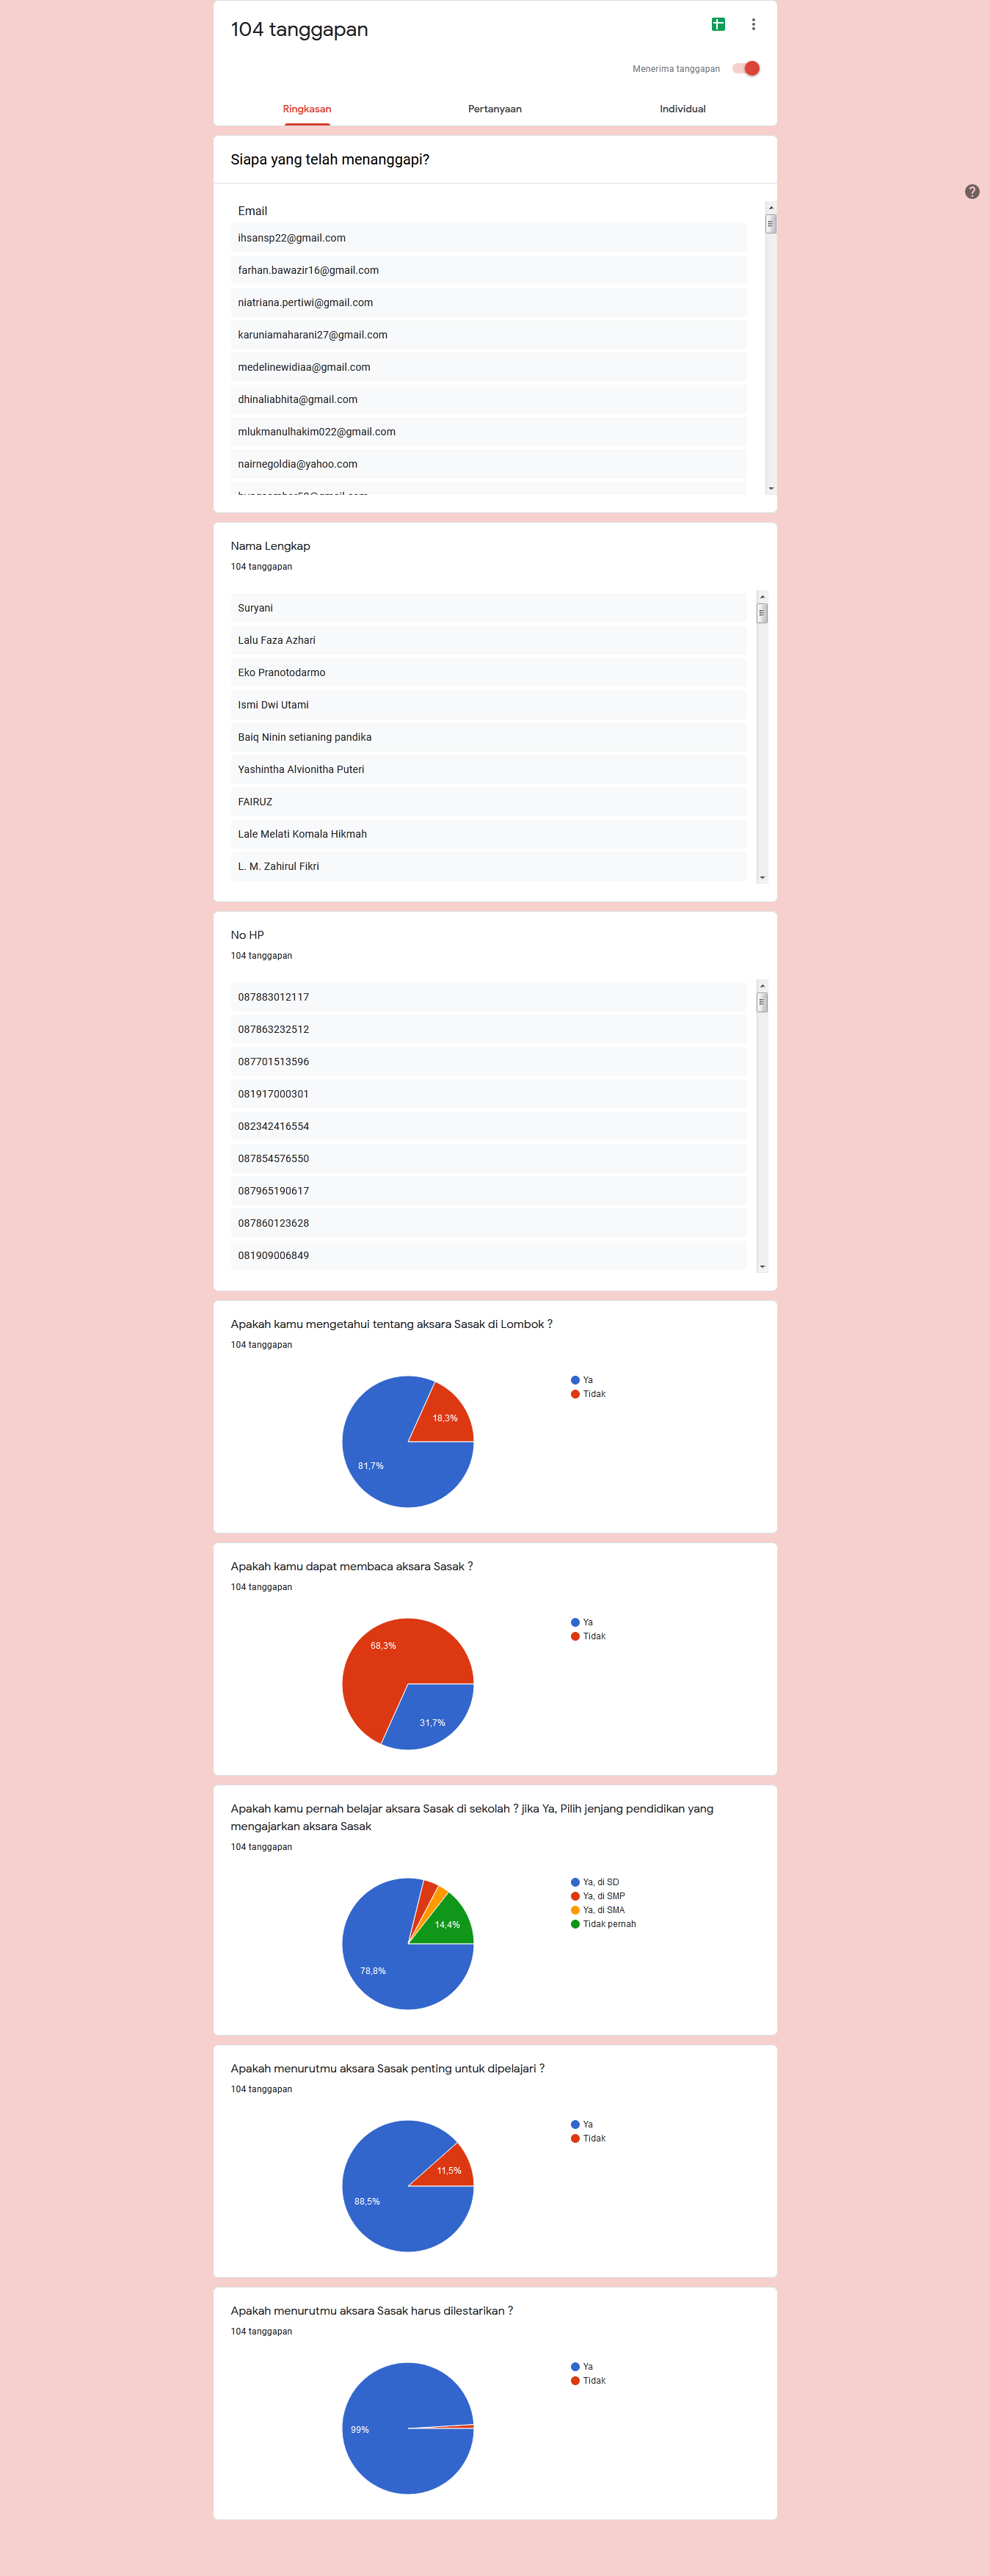 104 tanggapan
Menerima tanggapan
Ringkasan
Pertanyaan
Individual
Siapa yang telah menanggapi?
Email
ihsansp22@gmail.com
farhan.bawazir16@gmail.com
niatriana.pertiwi@gmail.com
karuniamaharani27@gmail.com
medelinewidiaa@gmail.com
dhinaliabhita@gmail.com
mlukmanulhakim022@gmail.com
nairnegoldia@yahoo.com
Nama Lengkap
104 tanggapan
Suryani
Lalu Faza Azhari
Eko Pranotodarmo
Ismi Dwi Utami
Baiq Ninin setianing pandika
Yashintha Alvionitha Puteri
FAIRUZ
Lale Melati Komala Hikmah
L. M. Zahirul Fikri
No HP
104 tanggapan
087883012117
087863232512
087701513596
081917000301
082342416554
087854576550
087965190617
087860123628
081909006849
Apakah kamu mengetahui tentang aksara Sasak di Lombok ?
104 tanggapan
Ya
Tidak
18,3%
81,7%
Apakah kamu dapat membaca aksara Sasak ?
104 tanggapan
Ya
Tidak
68,3%
31,7%
Apakah kamu pernah belajar aksara Sasak di sekolah ? jika Ya, Pilih jenjang pendidikan yang
mengajarkan aksara Sasak
104 tanggapan
Ya, di SD
Ya, di SMP
Ya, di SMA
Tidak pernah
14,4%
78,8%
Apakah menurutmu aksara Sasak penting untuk dipelajari ?
104 tanggapan
Ya
Tidak
11,5%
88,5%
Apakah menurutmu aksara Sasak harus dilestarikan ?
104 tanggapan
Ya
Tidak
99%